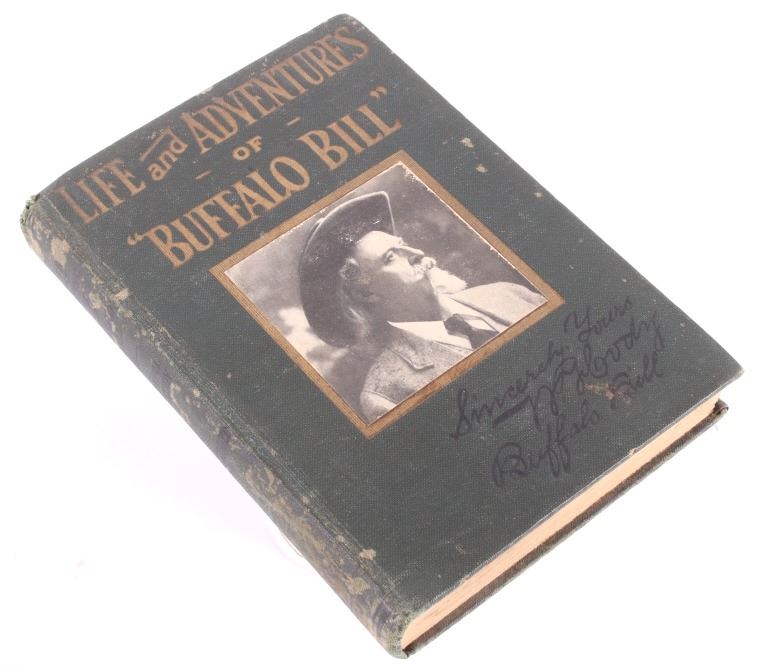 LIFE and ADVENTURES
- OF -
"BUFFALO BILL"
Sincerely Yours
W F Cody
Buffalo Bill